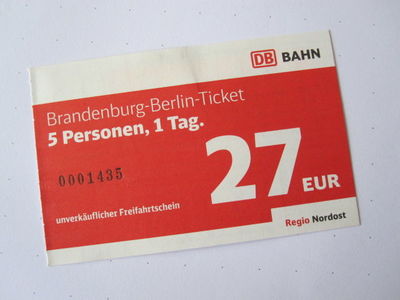 DB BAHN
Brandenburg-Berlin-Ticket
5 Personen, 1 Tag.
0001435
27 EUR
unverkäuflicher Freifahrtschein
Regio Nordost